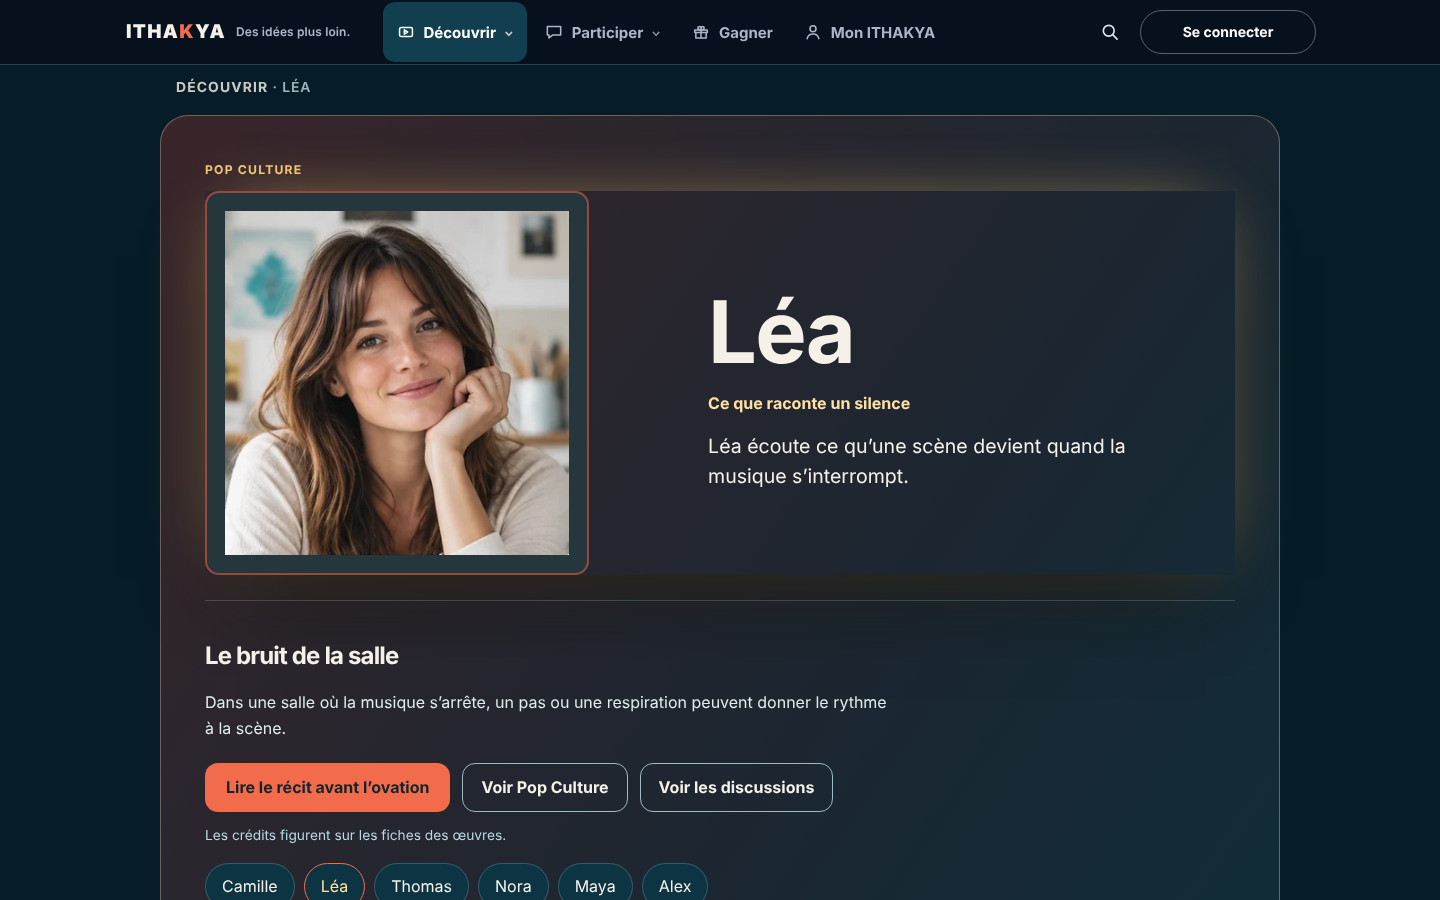 ITHAKYA
Des idées plus loin.
Découvrir
Participer
Gagner
Mon ITHAKYA
Se connecter
DÉCOUVRIR · LÉA
POP CULTURE
Léa
Ce que raconte un silence
Léa écoute ce qu’une scène devient quand la
musique s’interrompt.
Le bruit de la salle
Dans une salle où la musique s’arrête, un pas ou une respiration peuvent donner le rythme
à la scène.
Lire le récit avant l’ovation
Voir Pop Culture
Voir les discussions
Les crédits figurent sur les fiches des œuvres.
Camille
Léa
Thomas
Nora
Maya
Alex